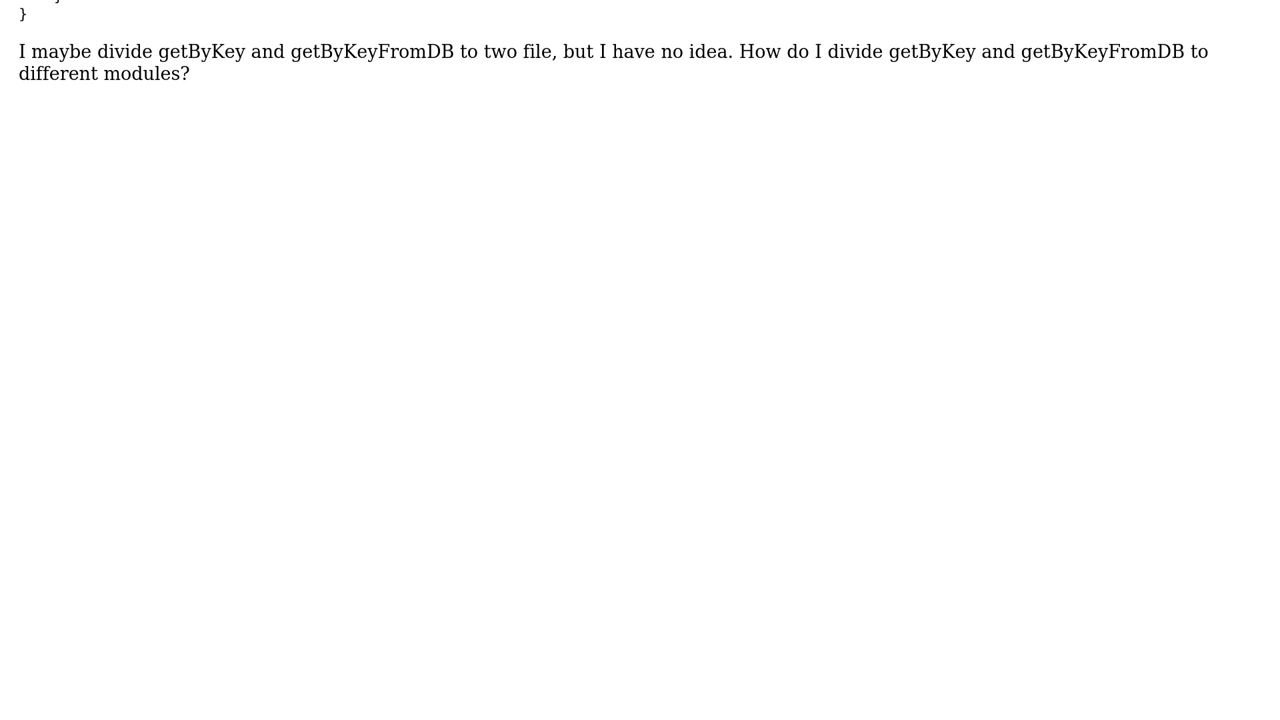 }
I maybe divide getByKey and getByKeyFromDB to two file, but I have no idea. How do I divide getByKey and getByKeyFromDB to
different modules?